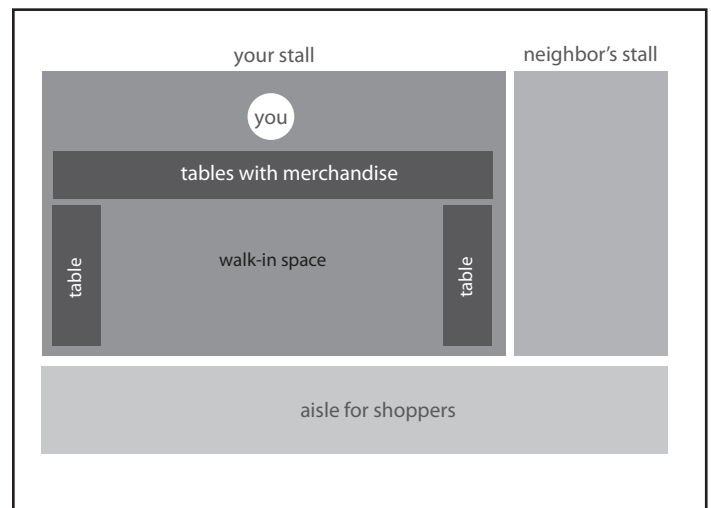 your stall
neighbor's stall
you
tables with merchandise
table
walk-in space
table
aisle for shoppers